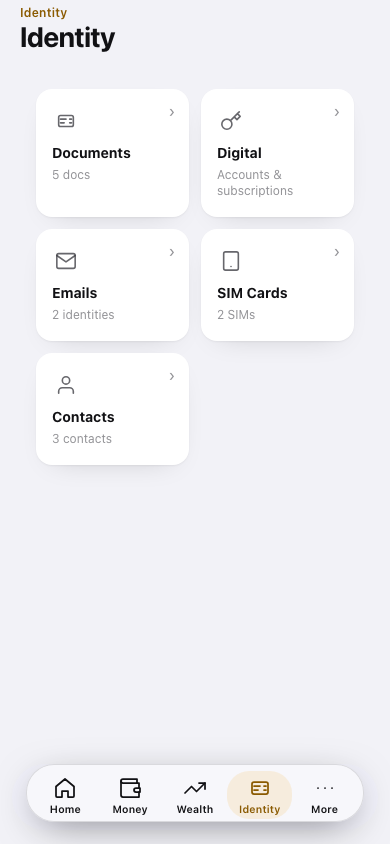 Identity
Identity
Documents
5 docs
Digital
Accounts &
subscriptions
Emails
2 identities
SIM Cards
2 SIMs
Contacts
3 contacts
Home
Money
Wealth
Identity
More